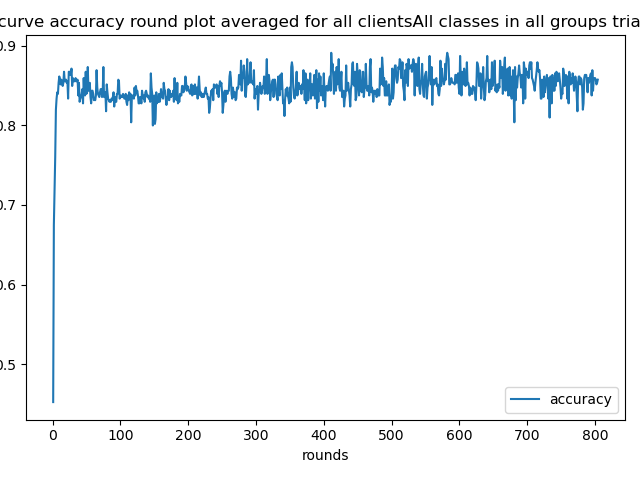 curve accuracy round plot averaged for all clientsAll classes in all groups tria
0.9
0.8
0.7
0.6
0.5
0 100 200 300 400 500 600 700 800
rounds
accuracy